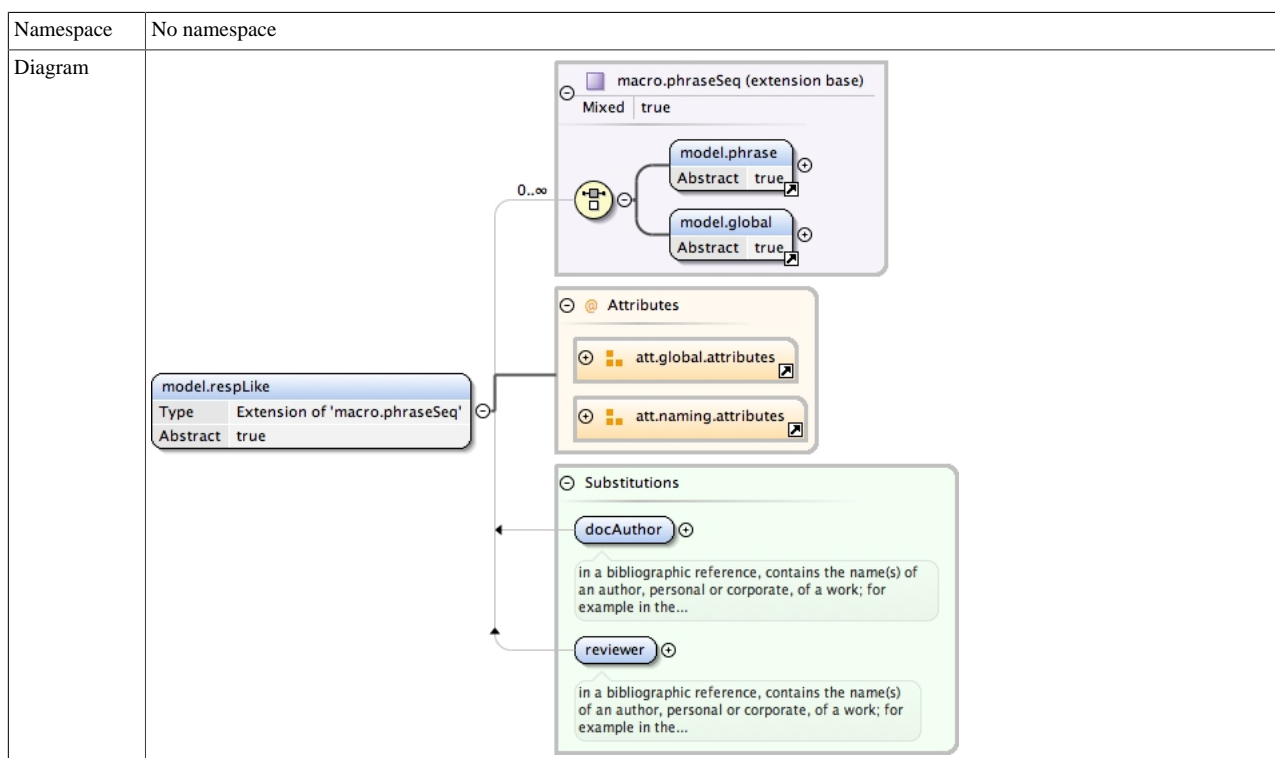 Namespace No namespace
Diagram
macro.phraseSeq (extension base)
Mixed true
model.phrase
Abstract true
0..∞
model.global
Abstract true
@ Attributes
att.global.attributes
model.respLike
Type Extension of 'macro.phraseSeq'
Abstract true
att.naming.attributes
Substitutions
docAuthor
in a bibliographic reference, contains the name(s) of
an author, personal or corporate, of a work; for
example in the...
reviewer
in a bibliographic reference, contains the name(s)
of an author, personal or corporate, of a work; for
example in the...